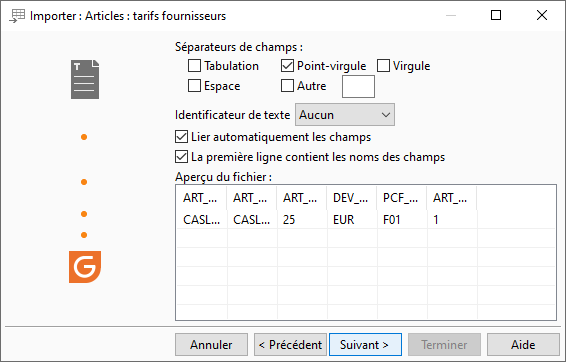 Importer : Articles : tarifs fournisseurs
Séparateurs de champs :
Tabulation Point-virgule Virgule
Espace Autre
Identificateur de texte Aucun
Lier automatiquement les champs
La première ligne contient les noms des champs
Aperçu du fichier :
ART_... ART_... ART_... DEV_... PCF_... ART_...
CASL... CASL... 25 EUR F01 1
Annuler < Précédent Suivant > Terminer Aide